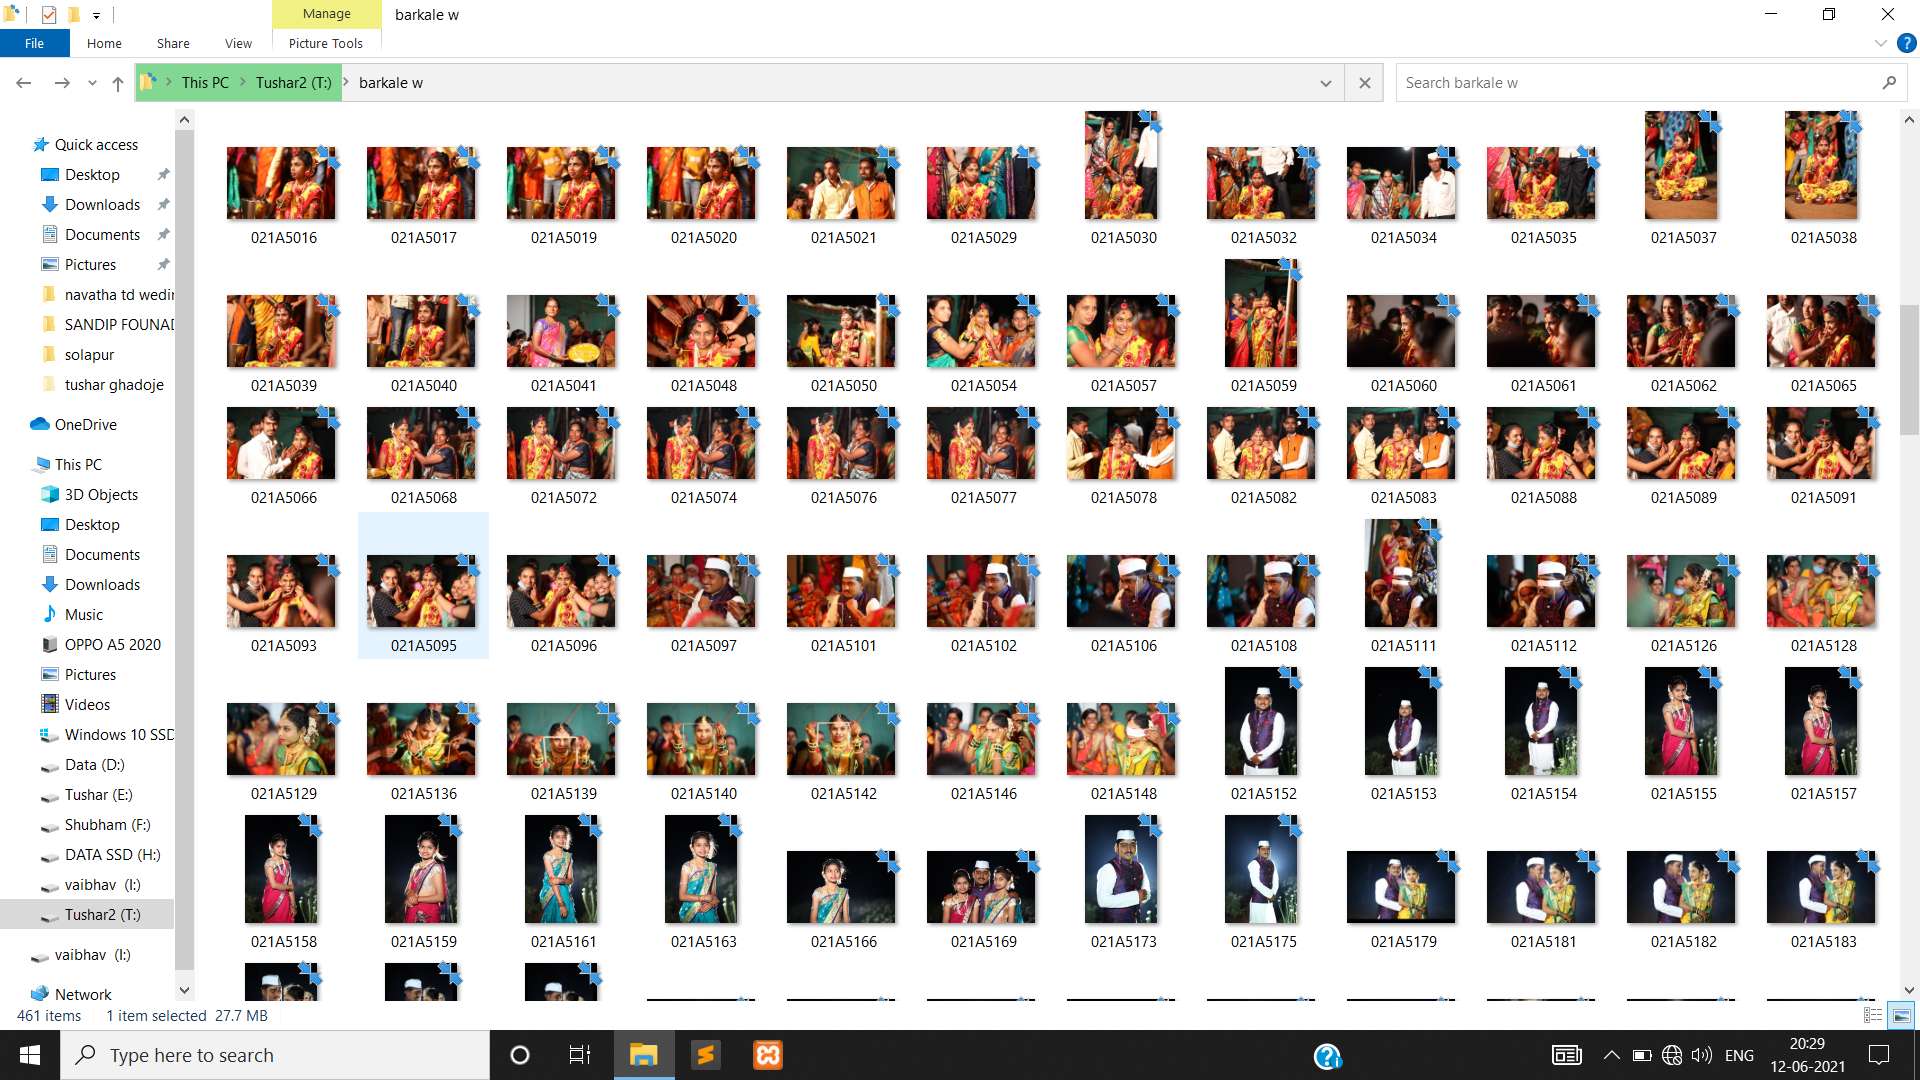 Manage
barkale w
File
Home
Share
View
Picture Tools
This PC
Tushar2 (T:)
barkale w
Search barkale w
Quick access
Desktop
Downloads
Documents
Pictures
navatha td wedin
SANDIP FOUNAD
solapur
tushar ghadoje
OneDrive
This PC
3D Objects
Desktop
Documents
Downloads
Music
OPPO A5 2020
Pictures
Videos
Windows 10 SSD
Data (D:)
Tushar (E:)
Shubham (F:)
DATA SSD (H:)
vaibhav (I:)
Tushar2 (T:)
vaibhav (I:)
Network
021A5016 021A5017 021A5019 021A5020 021A5021 021A5029 021A5030 021A5032 021A5034 021A5035 021A5037 021A5038
021A5039 021A5040 021A5041 021A5048 021A5050 021A5054 021A5057 021A5059 021A5060 021A5061 021A5062 021A5065
021A5066 021A5068 021A5072 021A5074 021A5076 021A5077 021A5078 021A5082 021A5083 021A5088 021A5089 021A5091
021A5093 021A5095 021A5096 021A5097 021A5101 021A5102 021A5106 021A5108 021A5111 021A5112 021A5126 021A5128
021A5129 021A5136 021A5139 021A5140 021A5142 021A5146 021A5148 021A5152 021A5153 021A5154 021A5155 021A5157
021A5158 021A5159 021A5161 021A5163 021A5166 021A5169 021A5173 021A5175 021A5179 021A5181 021A5182 021A5183
461 items 1 item selected 27.7 MB
Type here to search
ENG
20:29
12-06-2021